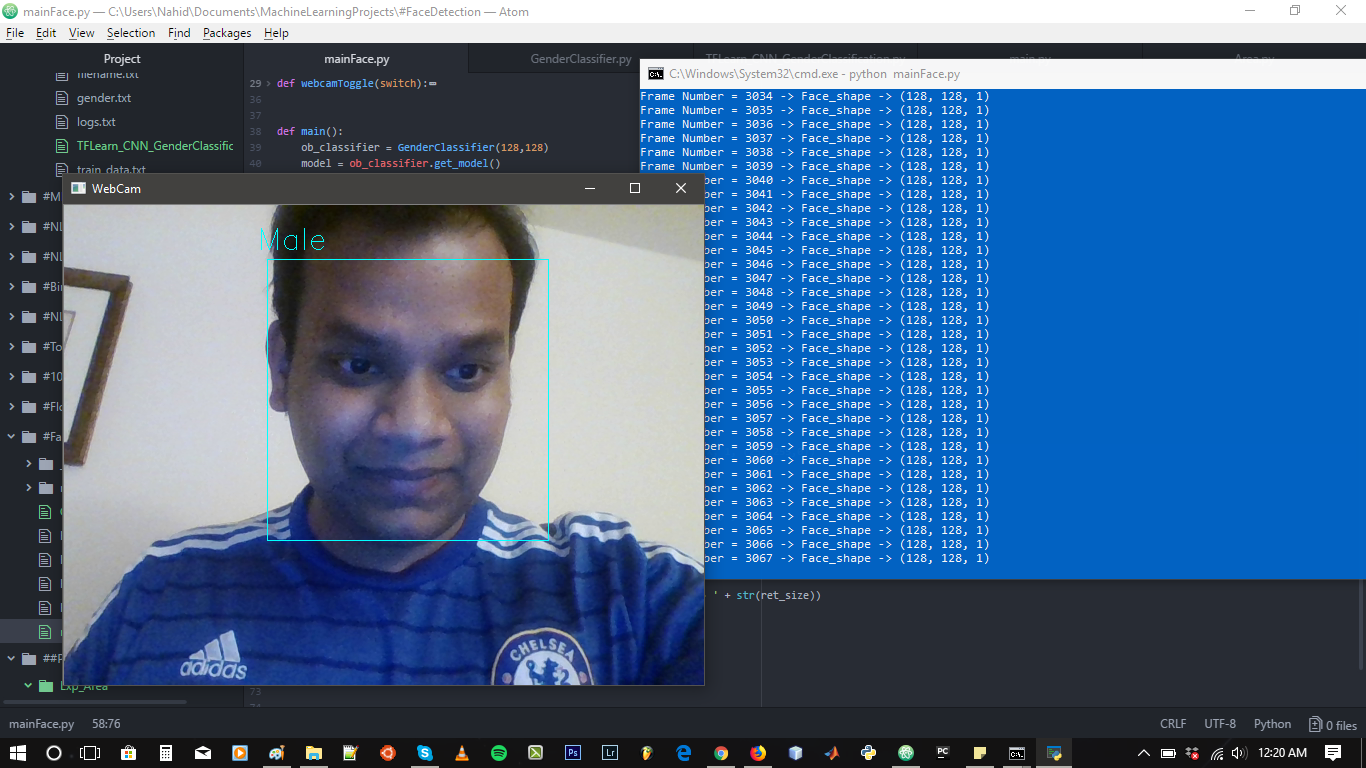 mainFace.py — C:\Users\Nahid\Documents\MachineLearningProjects\#FaceDetection — Atom
File Edit View Selection Find Packages Help
Project
mainFace.py
GenderClassifier.py
TFLearn_CNN_GenderClassification.py
main.py
Area.py
filename.txt
gender.txt
logs.txt
TFLearn_CNN_GenderClassific
train_data.txt
#M
#NL
#NL
#Bin
#NL
#To
#10
#Flo
#Fa
##P
Exp_Area
29 def webcamToggle(switch):
36
37
38 def main():
39 ob_classifier = GenderClassifier(128,128)
40 model = ob_classifier.get_model()
C:\Windows\System32\cmd.exe - python mainFace.py
Frame Number = 3034 -> Face_shape -> (128, 128, 1)
Frame Number = 3035 -> Face_shape -> (128, 128, 1)
Frame Number = 3036 -> Face_shape -> (128, 128, 1)
Frame Number = 3037 -> Face_shape -> (128, 128, 1)
Frame Number = 3038 -> Face_shape -> (128, 128, 1)
Frame Number = 3039 -> Face_shape -> (128, 128, 1)
ber = 3040 -> Face_shape -> (128, 128, 1)
ber = 3041 -> Face_shape -> (128, 128, 1)
ber = 3042 -> Face_shape -> (128, 128, 1)
ber = 3043 -> Face_shape -> (128, 128, 1)
ber = 3044 -> Face_shape -> (128, 128, 1)
ber = 3045 -> Face_shape -> (128, 128, 1)
ber = 3046 -> Face_shape -> (128, 128, 1)
ber = 3047 -> Face_shape -> (128, 128, 1)
ber = 3048 -> Face_shape -> (128, 128, 1)
ber = 3049 -> Face_shape -> (128, 128, 1)
ber = 3050 -> Face_shape -> (128, 128, 1)
ber = 3051 -> Face_shape -> (128, 128, 1)
ber = 3052 -> Face_shape -> (128, 128, 1)
ber = 3053 -> Face_shape -> (128, 128, 1)
ber = 3054 -> Face_shape -> (128, 128, 1)
ber = 3055 -> Face_shape -> (128, 128, 1)
ber = 3056 -> Face_shape -> (128, 128, 1)
ber = 3057 -> Face_shape -> (128, 128, 1)
ber = 3058 -> Face_shape -> (128, 128, 1)
ber = 3059 -> Face_shape -> (128, 128, 1)
ber = 3060 -> Face_shape -> (128, 128, 1)
ber = 3061 -> Face_shape -> (128, 128, 1)
ber = 3062 -> Face_shape -> (128, 128, 1)
ber = 3063 -> Face_shape -> (128, 128, 1)
ber = 3064 -> Face_shape -> (128, 128, 1)
ber = 3065 -> Face_shape -> (128, 128, 1)
ber = 3066 -> Face_shape -> (128, 128, 1)
ber = 3067 -> Face_shape -> (128, 128, 1)
WebCam
Male
adidas
CHELSEA
' + str(ret_size))
73
mainFace.py 58:76
CRLF UTF-8 Python 0 files
12:20 AM